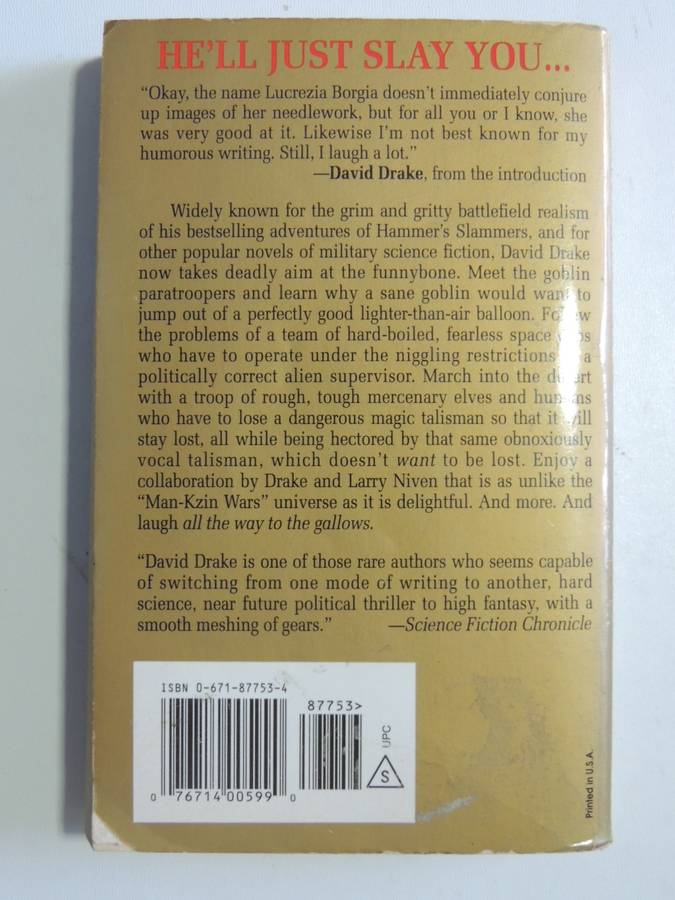 HE'LL JUST SLAY YOU...
“Okay, the name Lucrezia Borgia doesn't immediately conjure
up images of her needlework, but for all you or I know, she
was very good at it. Likewise I'm not best known for my
humorous writing. Still, I laugh a lot.”
—David Drake, from the introduction
Widely known for the grim and gritty battlefield realism
of his bestselling adventures of Hammer's Slammers, and for
other popular novels of military science fiction, David Drake
now takes deadly aim at the funnybone. Meet the goblin
paratroopers and learn why a sane goblin would want to
jump out of a perfectly good lighter-than-air balloon.
the problems of a team of hard-boiled, fearless space
who have to operate under the niggling restrictions a
politically correct alien supervisor. March into the
with a troop of rough, tough mercenary elves and
who have to lose a dangerous magic talisman so that it will
stay lost, all while being hectored by that same obnoxiously
vocal talisman, which doesn't want to be lost. Enjoy a
collaboration by Drake and Larry Niven that is as unlike the
“Man-Kzin Wars” universe as it is delightful. And more. And
laugh all the way to the gallows.
“David Drake is one of those rare authors who seems capable
of switching from one mode of writing to another, hard
science, near future political thriller to high fantasy, with a
smooth meshing of gears.” —Science Fiction Chronicle
ISBN 0-671-87753-4
87753>
UPC
S
0 76714 00599 0
Printed in U.S.A.